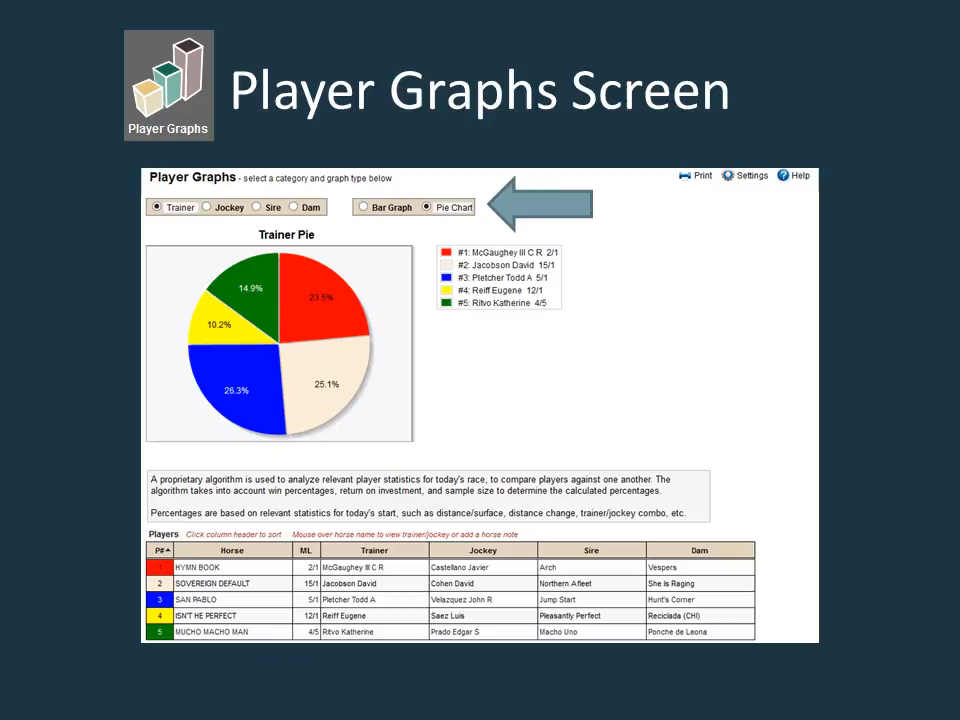 Player Graphs
Player Graphs Screen
Player Graphs - select a category and graph type below
Print Settings Help
Trainer Jockey Sire Dam
Bar Graph Pie Chart
Trainer Pie
14.9%
23.5%
10.2%
25.1%
26.3%
#1: McGaughey III C R 2/1
#2: Jacobson David 15/1
#3: Pletcher Todd A 5/1
#4: Reiff Eugene 12/1
#5: Ritvo Katherine 4/5
A proprietary algorithm is used to analyze relevant player statistics for today's race, to compare players against one another. The
algorithm takes into account win percentages, return on investment, and sample size to determine the calculated percentages.
Percentages are based on relevant statistics for today's start, such as distance/surface, distance change, trainer/jockey combo, etc.
Players Click column header to sort Mouse over horse name to view trainer/jockey or add a horse note
P# Horse ML Trainer Jockey Sire Dam
1 HYMN BOOK 2/1 McGaughey III C R Castellano Javier Arch Vespers
2 SOVEREIGN DEFAULT 15/1 Jacobson David Cohen David Northern Afleet She Is Raging
3 SAN PABLO 5/1 Pletcher Todd A Velazquez John R Jump Start Hunt's Corner
4 ISN'T HE PERFECT 12/1 Reiff Eugene Saez Luis Pleasantly Perfect Reciclada (CHI)
5 MUCHO MACHO MAN 4/5 Ritvo Katherine Prado Edgar S Macho Uno Ponche de Leona